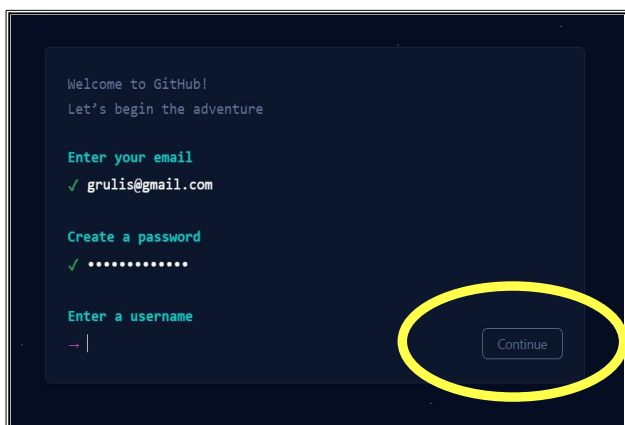 Welcome to GitHub!
Let's begin the adventure
Enter your email
✓ grulis@gmail.com
Create a password
✓ •••••••••••••
Enter a username
→
Continue